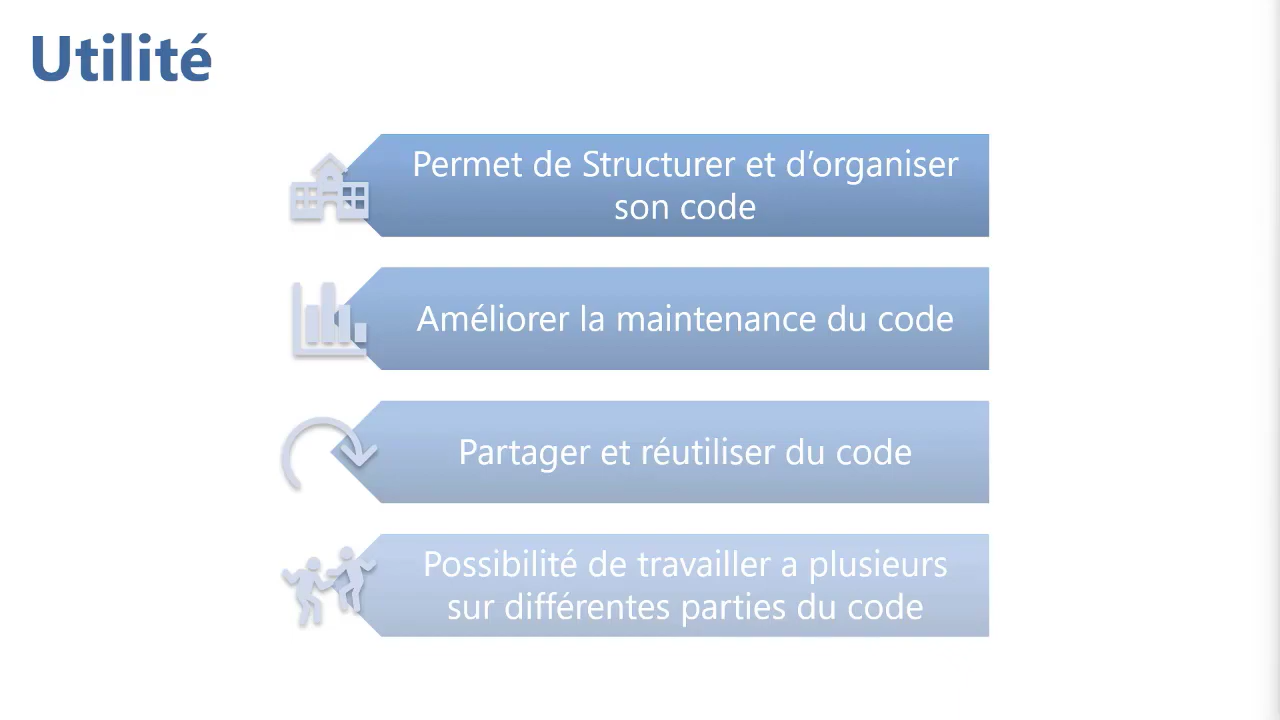 Utilité
Permet de Structurer et d’organiser
son code
Améliorer la maintenance du code
Partager et réutiliser du code
Possibilité de travailler a plusieurs
sur différentes parties du code